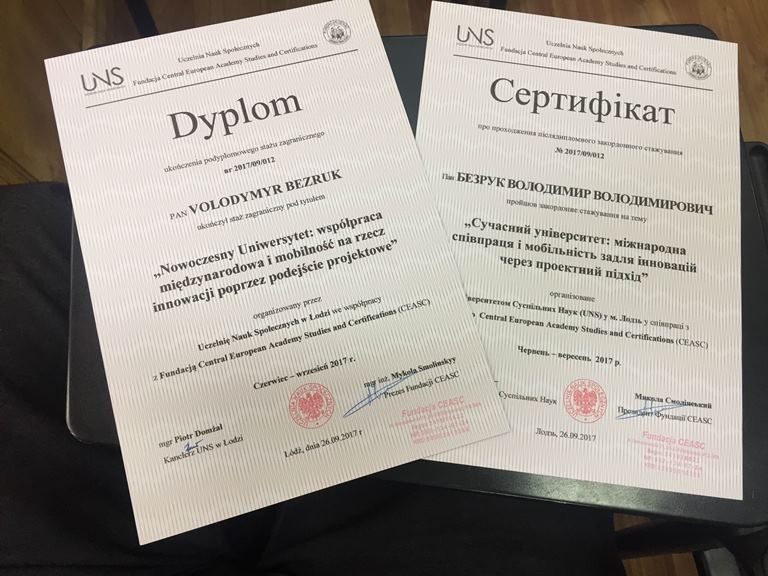 UNS
Uczelnia Nauk Społecznych
Fundacja Central European Academy Studies and Certifications
Dyplom
ukończenia podyplomowego stażu zagranicznego
nr 2017/09/012
PAN VOLODYMYR BEZRUK
ukończył staż zagraniczny pod tytułem
„Nowoczesny Uniwersytet: współpraca
międzynarodowa i mobilność na rzecz
innowacji poprzez podejście projektowe”
organizowany przez
Uczelnię Nauk Społecznych w Łodzi we współpracy
z Fundacją Central European Academy Studies and Certifications (CEASC)
Czerwiec – wrzesień 2017 r.
mgr Piotr Domżał
Kanclerz UNS w Łodzi
mgr inż. Mykola Smolinskyy
Prezes Fundacji CEASC
Fundacja CEASC
Łódź, dnia 26.09.2017 r
UNS
Uczelnia Nauk Społecznych
Fundacja Central European Academy Studies and Certifications
Сертифікат
про проходження післядипломного закордонного стажування
№ 2017/09/012
Пан БЕЗРУК ВОЛОДИМИР ВОЛОДИМИРОВИЧ
пройшов закордонне стажування на тему
„Сучасний університет: міжнародна
співпраця і мобільність задля інновацій
через проектний підхід”
організоване
верситетом Суспільних Наук (UNS) у м. Лодзь у співпраці з
Central European Academy Studies and Certifications (CEASC)
Червень – вересень 2017 р.
Суспільних Наук
Микола Смолінський
Президент Фундації CEASC
Fundacja CEASC
Лодзь, 26.09.2017